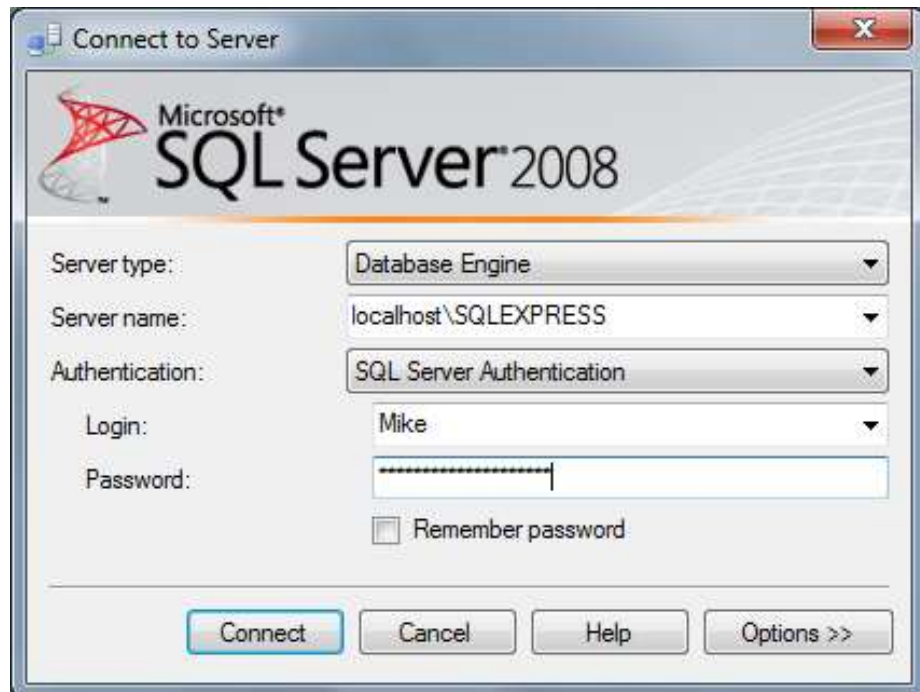 Connect to Server
Microsoft®
SQL Server® 2008
Server type: Database Engine
Server name: localhost\SQLEXPRESS
Authentication: SQL Server Authentication
Login: Mike
Password: ********************
Remember password
Connect Cancel Help Options >>